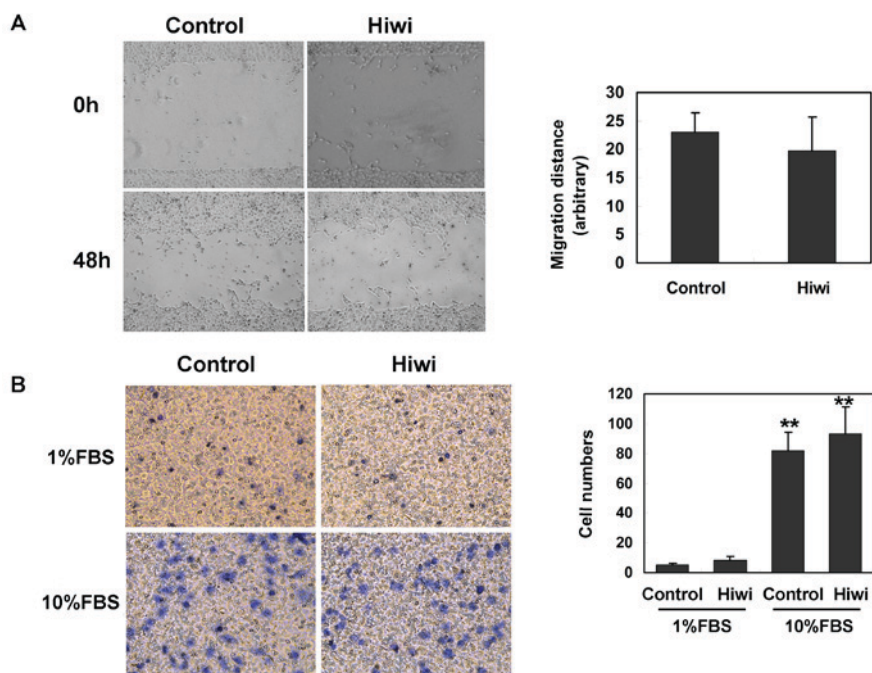 A
Control
Hiwi
0h
48h
Migration distance
(arbitrary)
30
25
20
15
10
5
0
Control
Hiwi
B
Control
Hiwi
1%FBS
10%FBS
Cell numbers
120
100
80
60
40
20
0
**
**
Control Hiwi Control Hiwi
1%FBS 10%FBS